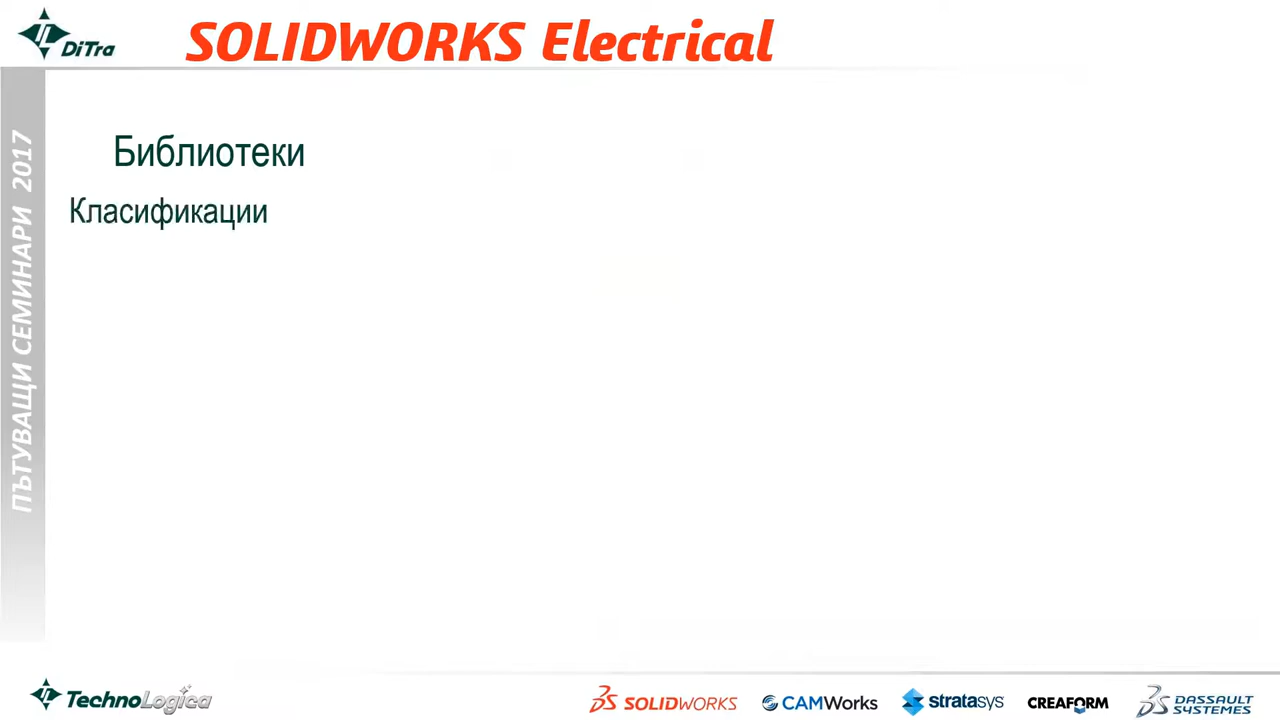 DiTra
SOLIDWORKS Electrical
ПЪТУВАЩИ СЕМИНАРИ 2017
Библиотеки
Класификации
TechnoLogica
SOLIDWORKS
CAMWorks
stratasys
CREAFORM
DASSAULT
SYSTEMES